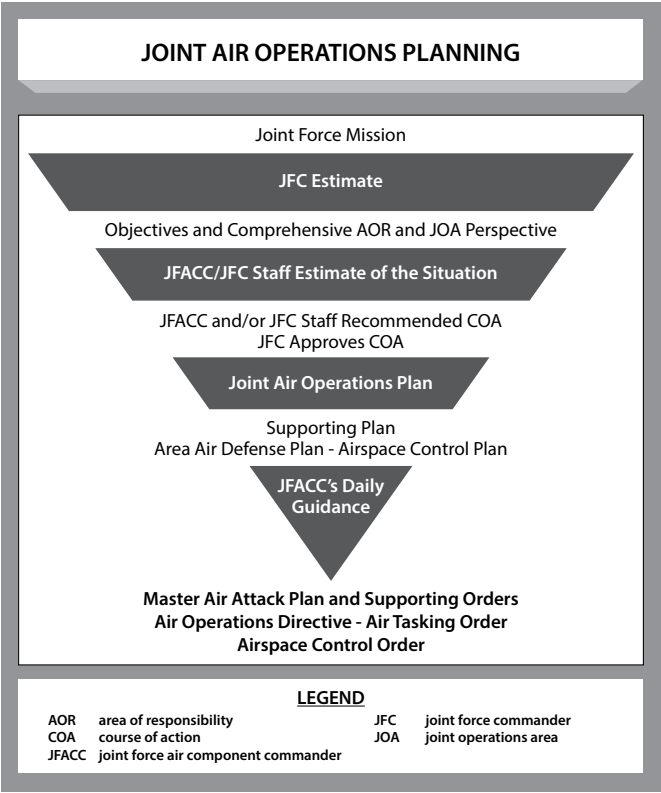 JOINT AIR OPERATIONS PLANNING
Joint Force Mission
JFC Estimate
Objectives and Comprehensive AOR and JOA Perspective
JFACC/JFC Staff Estimate of the Situation
JFACC and/or JFC Staff Recommended COA
JFC Approves COA
Joint Air Operations Plan
Supporting Plan
Area Air Defense Plan - Airspace Control Plan
JFACC's Daily
Guidance
Master Air Attack Plan and Supporting Orders
Air Operations Directive - Air Tasking Order
Airspace Control Order
LEGEND
AOR area of responsibility
COA course of action
JFACC joint force air component commander
JFC joint force commander
JOA joint operations area